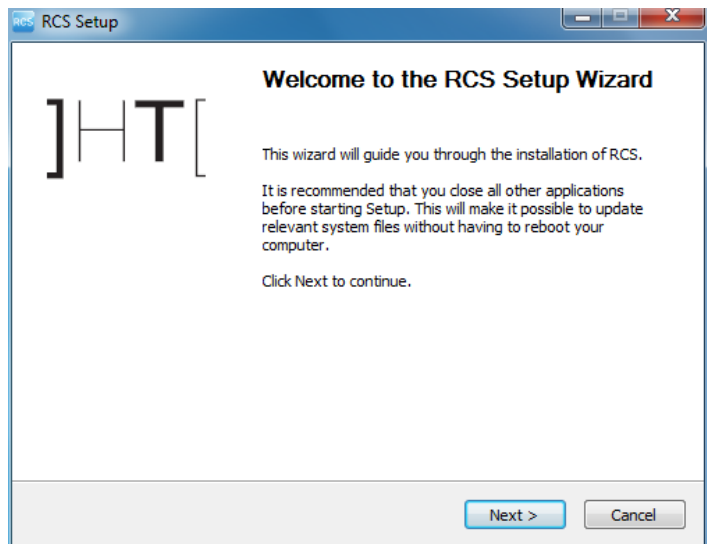 RCS RCS Setup
]HT[
Welcome to the RCS Setup Wizard
This wizard will guide you through the installation of RCS.
It is recommended that you close all other applications
before starting Setup. This will make it possible to update
relevant system files without having to reboot your
computer.
Click Next to continue.
Next >
Cancel